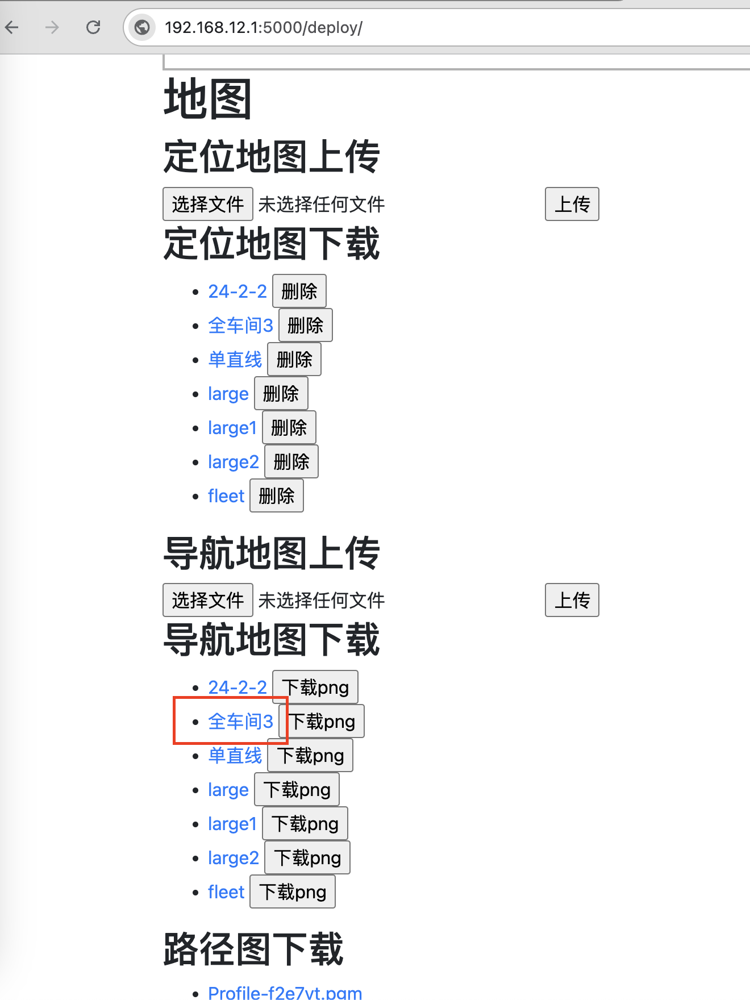 192.168.12.1:5000/deploy/
地图
定位地图上传
选择文件 未选择任何文件 上传
定位地图下载
24-2-2 删除
全车间3 删除
单直线 删除
large 删除
large1 删除
large2 删除
fleet 删除
导航地图上传
选择文件 未选择任何文件 上传
导航地图下载
24-2-2 下载png
全车间3 下载png
单直线 下载png
large 下载png
large1 下载png
large2 下载png
fleet 下载png
路径图下载
Profile-f2e7vt.pgm